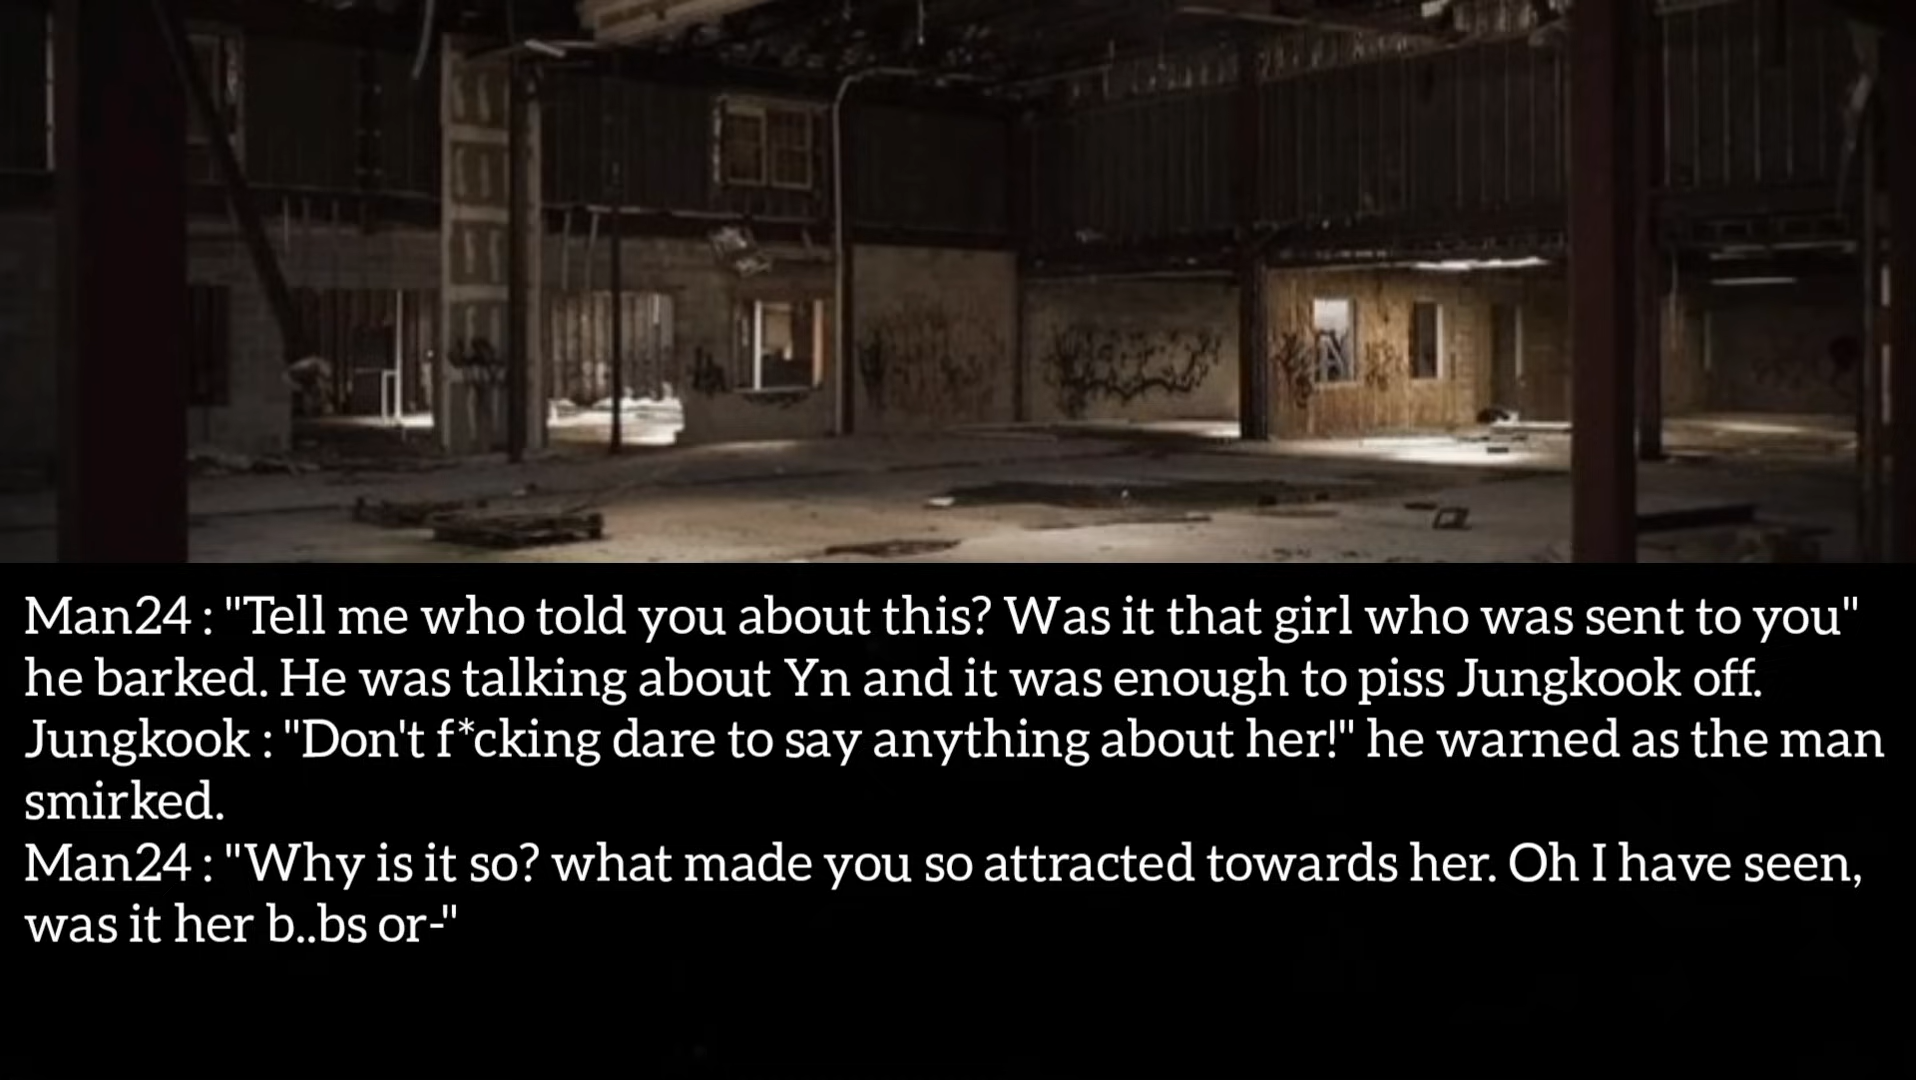 Man24 : "Tell me who told you about this? Was it that girl who was sent to you"
he barked. He was talking about Yn and it was enough to piss Jungkook off.
Jungkook : "Don't f*cking dare to say anything about her!" he warned as the man
smirked.
Man24 : "Why is it so? what made you so attracted towards her. Oh I have seen,
was it her b..bs or-"